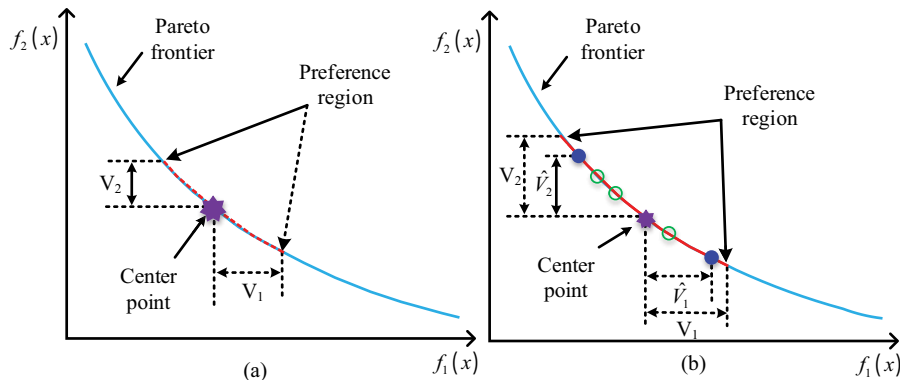 f₂(x)
Pareto
frontier
Preference
region
V₂
Center
point
V₁
f₁(x)
(a)
f₂(x)
Pareto
frontier
Preference
region
V₂
V̂₂
Center
point
V̂₁
V₁
f₁(x)
(b)